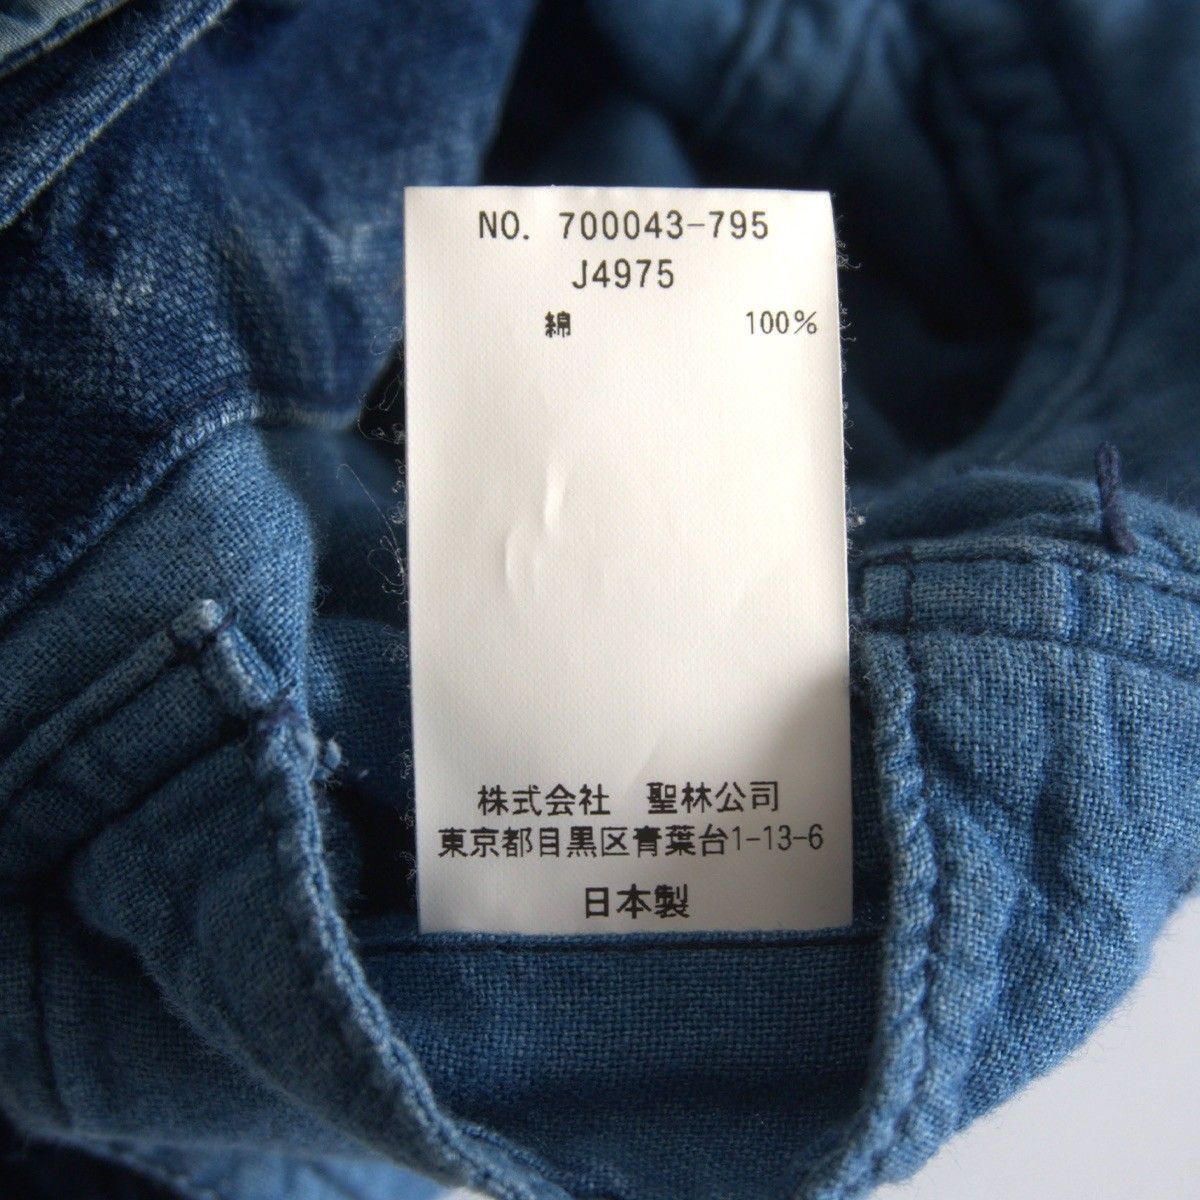 NO. 700043-795
J4975
綿 100%
株式会社 聖林公司
東京都目黒区青葉台1-13-6
日本製